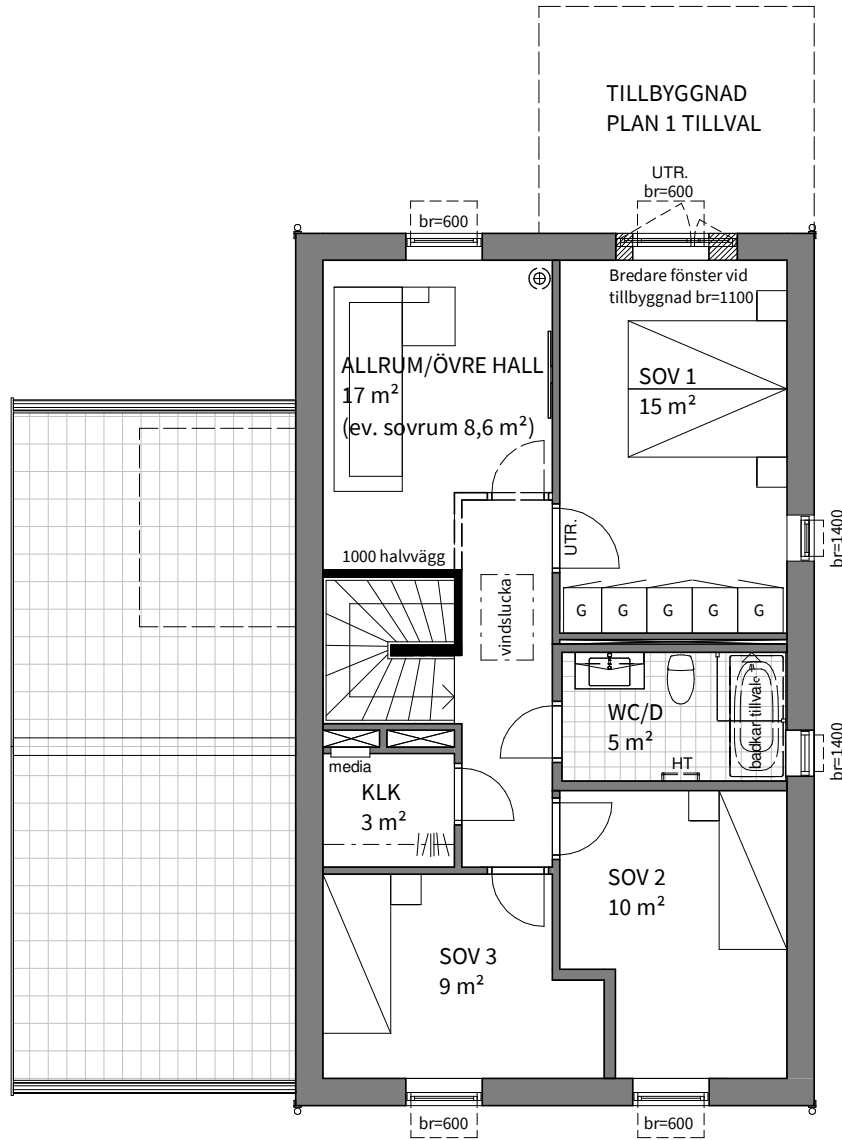 TILLBYGGNAD
PLAN 1 TILLVAL
UTR.
br=600
br=600
Bredare fönster vid
tillbyggnad br=1100
ALLRUM/ÖVRE HALL
17 m²
(ev. sovrum 8,6 m²)
SOV 1
15 m²
br=1400
UTR.
1000 halvvägg
vindslucka
G
G
G
G
G
WC/D
5 m²
badkar tillval
HT
br=1400
media
KLK
3 m²
SOV 2
10 m²
SOV 3
9 m²
br=600
br=600